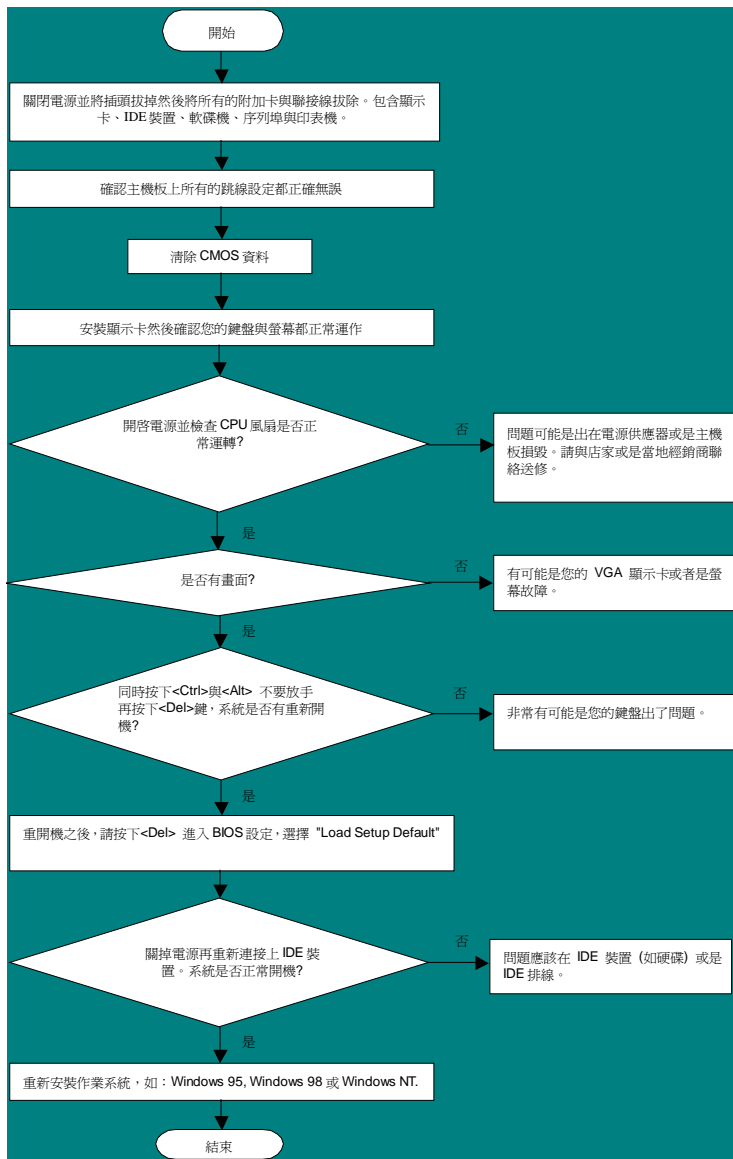 開始
關閉電源並將插頭拔掉然後將所有的附加卡與聯接線拔除。包含顯示
卡、IDE裝置、軟碟機、序列埠與印表機。
確認主機板上所有的跳線設定都正確無誤
清除 CMOS 資料
安裝顯示卡然後確認您的鍵盤與螢幕都正常運作
開啓電源並檢查 CPU 風扇是否正
常運轉?
否
問題可能是出在電源供應器或是主機
板損毀。請與店家或是當地經銷商聯
絡送修。
是
是否有畫面?
否
有可能是您的 VGA 顯示卡或者是螢
幕故障。
是
同時按下<Ctrl>與<Alt> 不要放手
再按下<Del>鍵，系統是否有重新開
機?
否
非常有可能是您的鍵盤出了問題。
是
重開機之後，請按下<Del> 進入 BIOS 設定，選擇 "Load Setup Default"
關掉電源再重新連接上 IDE 裝
置。系統是否正常開機?
否
問題應該在 IDE 裝置 (如硬碟) 或是
IDE 排線。
是
重新安裝作業系統，如：Windows 95, Windows 98 或 Windows NT.
結束